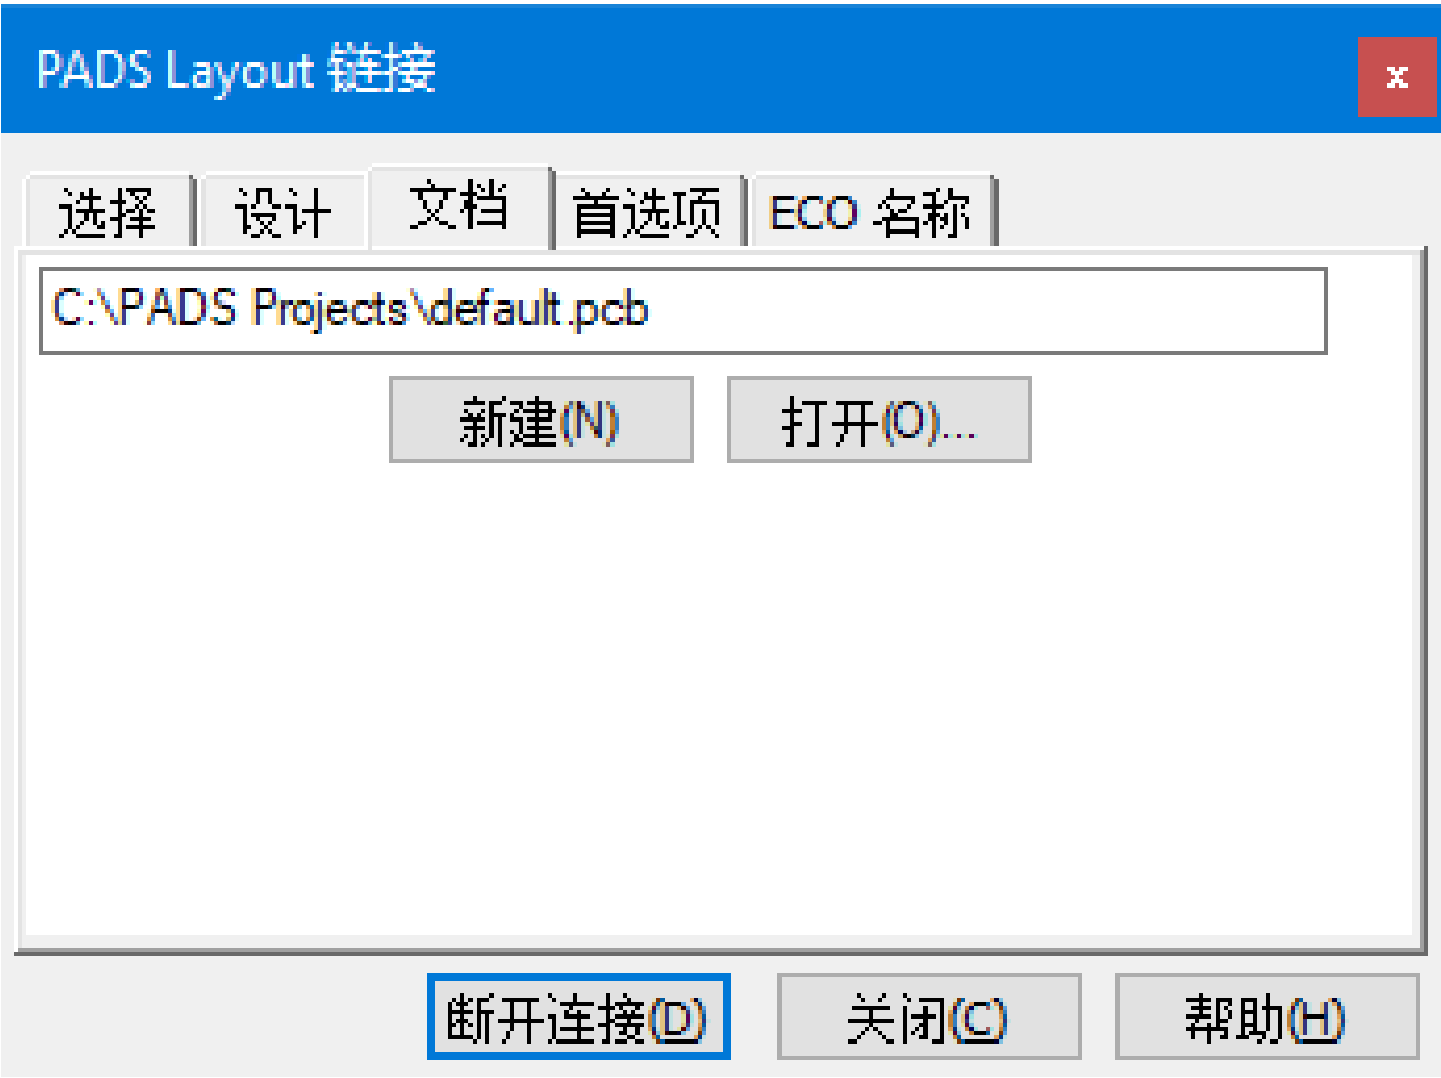 PADS Layout 链接
x
选择 设计 文档 首选项 ECO 名称
C:\PADS Projects\default.pcb
新建(N) 打开(O)...
断开连接(D) 关闭(C) 帮助(H)